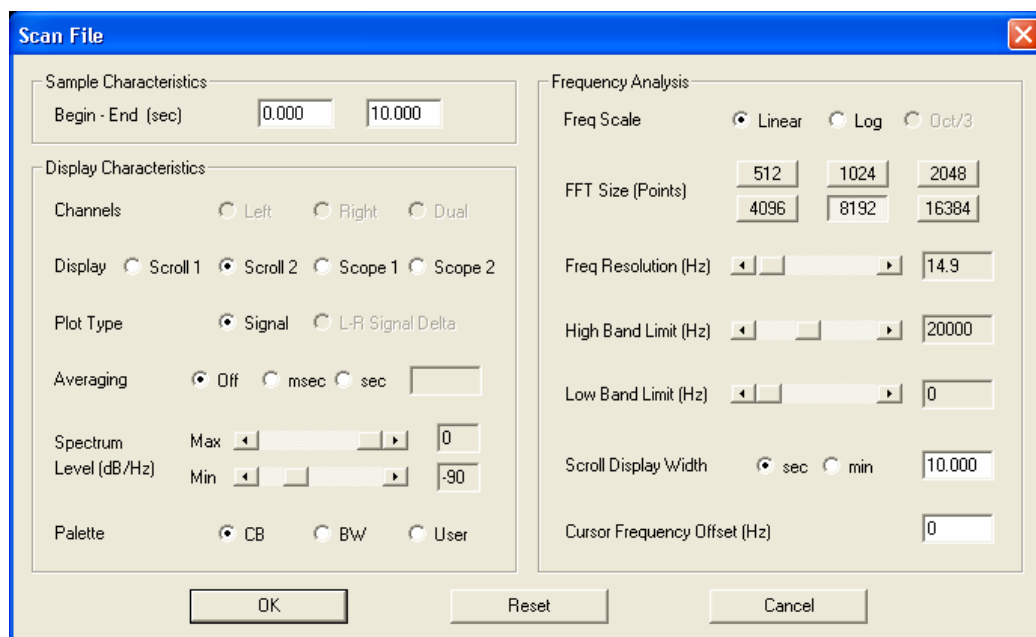 Scan File
Sample Characteristics
Begin - End (sec) 0.000 10.000
Display Characteristics
Channels Left Right Dual
Display Scroll 1 Scroll 2 Scope 1 Scope 2
Plot Type Signal L-R Signal Delta
Averaging Off msec sec
Spectrum
Level (dB/Hz)
Max 0
Min -90
Palette CB BW User
Frequency Analysis
Freq Scale Linear Log Oct/3
FFT Size (Points)
512 1024 2048
4096 8192 16384
Freq Resolution (Hz) 14.9
High Band Limit (Hz) 20000
Low Band Limit (Hz) 0
Scroll Display Width sec min 10.000
Cursor Frequency Offset (Hz) 0
OK Reset Cancel